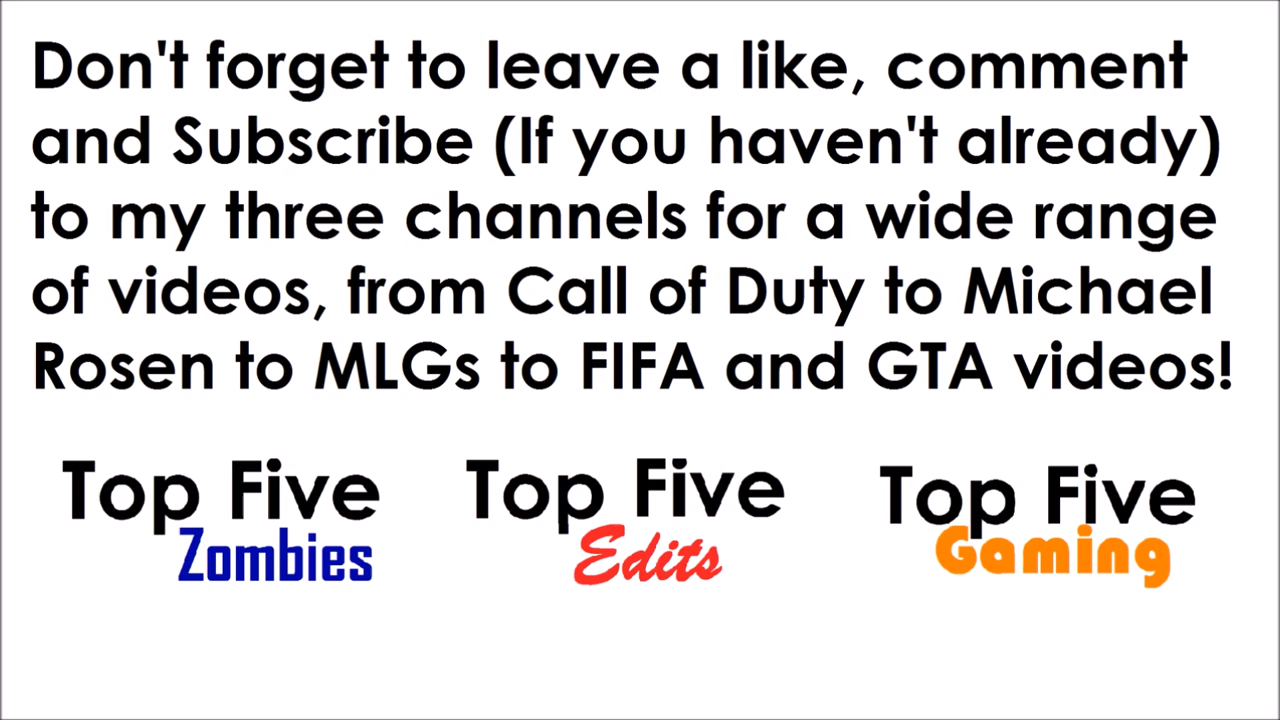 Don't forget to leave a like, comment
and Subscribe (If you haven't already)
to my three channels for a wide range
of videos, from Call of Duty to Michael
Rosen to MLGs to FIFA and GTA videos!
Top Five
Zombies
Top Five
Edits
Top Five
Gaming